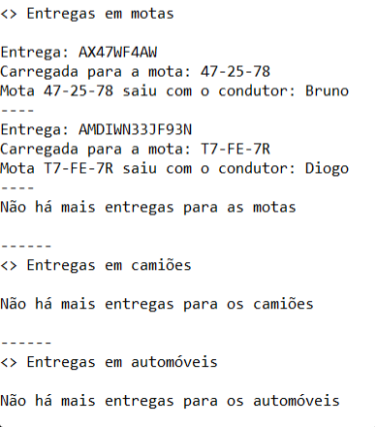 <> Entregas em motas
Entrega: AX47WF4AW
Carregada para a mota: 47-25-78
Mota 47-25-78 saiu com o condutor: Bruno
----
Entrega: AMDIWN33JF93N
Carregada para a mota: T7-FE-7R
Mota T7-FE-7R saiu com o condutor: Diogo
----
Não há mais entregas para as motas
------
<> Entregas em camiões
Não há mais entregas para os camiões
------
<> Entregas em automóveis
Não há mais entregas para os automóveis